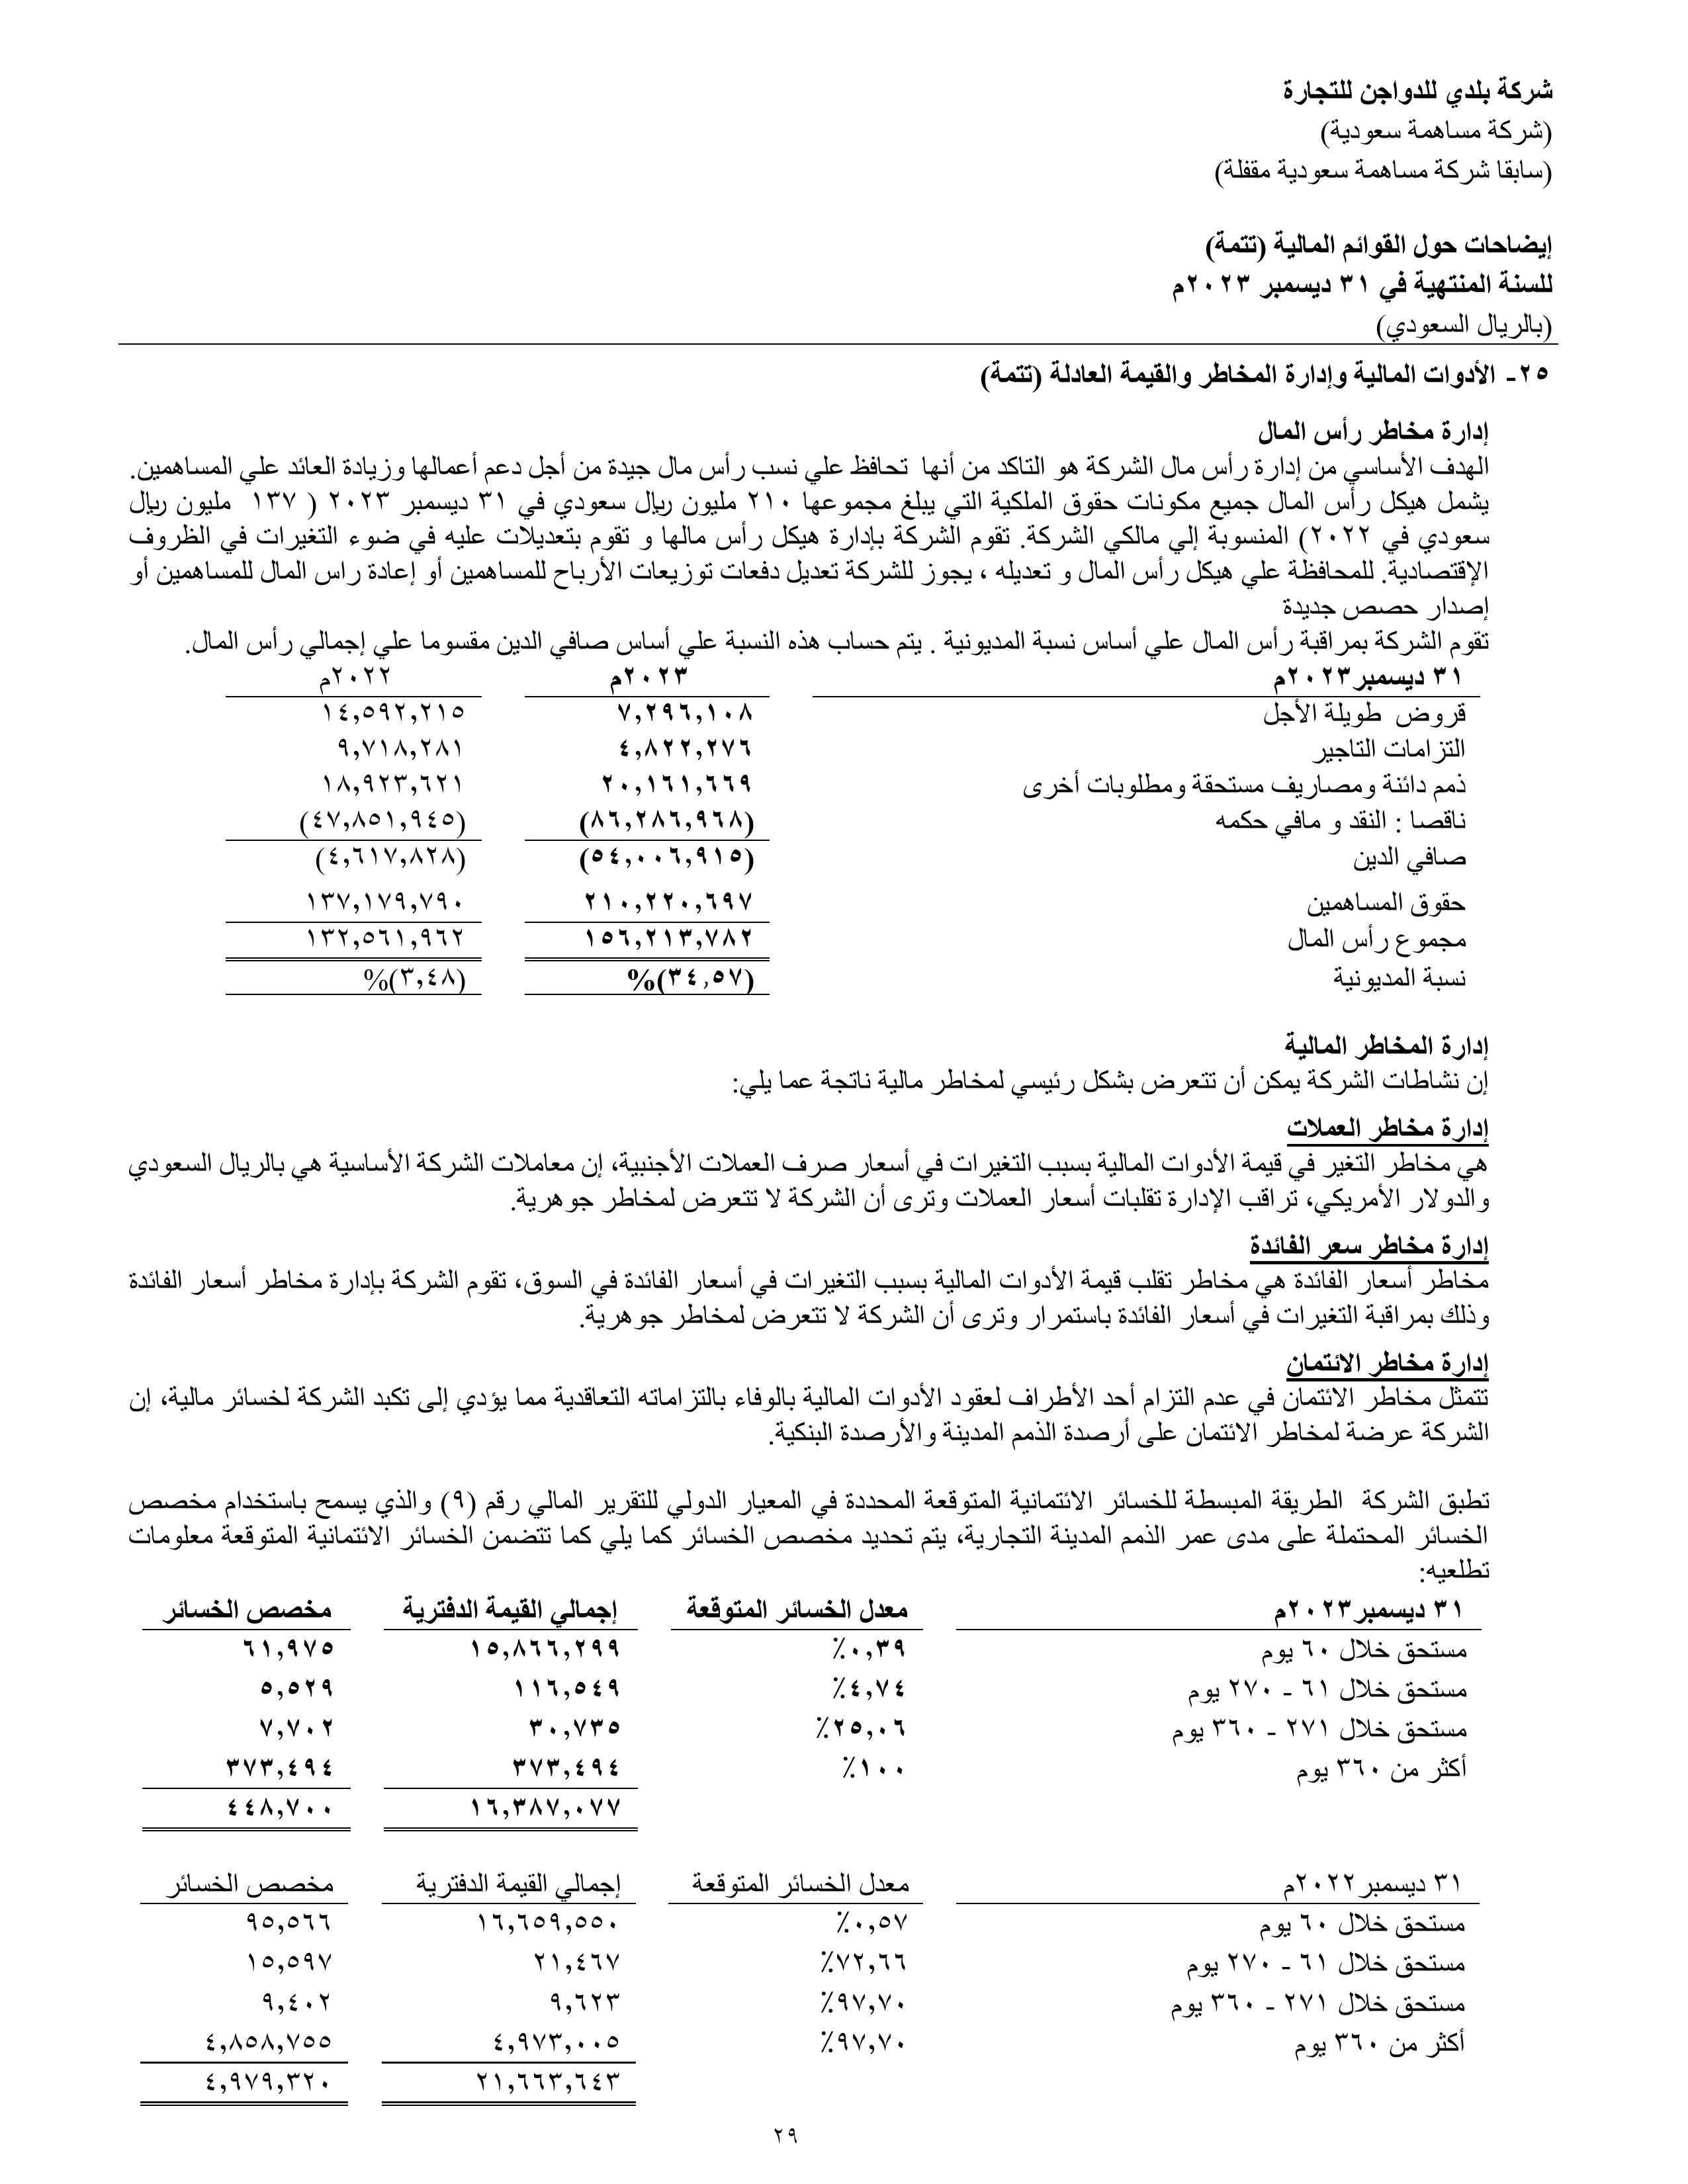 شركة بلدي للدواجن للتجارة
(شركة مساهمة سعودية)
(سابقا شركة مساهمة سعودية مقفلة)
إيضاحات حول القوائم المالية (تتمة)
للسنة المنتهية في ٣١ ديسمبر ٢٠٢٣م
(بالريال السعودي)
٢٥- الأدوات المالية وإدارة المخاطر والقيمة العادلة (تتمة)
إدارة مخاطر رأس المال
الهدف الأساسي من إدارة رأس مال الشركة هو التاكد من أنها تحافظ علي نسب رأس مال جيدة من أجل دعم أعمالها وزيادة العائد علي المساهمين.
يشمل هيكل رأس المال جميع مكونات حقوق الملكية التي يبلغ مجموعها ٢١٠ مليون ريال سعودي في ٣١ ديسمبر ٢٠٢٣ ( ١٣٧ مليون ريال
سعودي في ٢٠٢٢) المنسوبة إلي مالكي الشركة. تقوم الشركة بإدارة هيكل رأس مالها و تقوم بتعديلات عليه في ضوء التغيرات في الظروف
الإقتصادية. للمحافظة علي هيكل رأس المال و تعديله ، يجوز للشركة تعديل دفعات توزيعات الأرباح للمساهمين أو إعادة راس المال للمساهمين أو
إصدار حصص جديدة
تقوم الشركة بمراقبة رأس المال علي أساس نسبة المديونية . يتم حساب هذه النسبة علي أساس صافي الدين مقسوما علي إجمالي رأس المال.
٣١ ديسمبر٢٠٢٣م ٢٠٢٣م ٢٠٢٢م
قروض طويلة الأجل ٧,٢٩٦,١٠٨ ١٤,٥٩٢,٢١٥
التزامات التاجير ٤,٨٢٢,٢٧٦ ٩,٧١٨,٢٨١
ذمم دائنة ومصاريف مستحقة ومطلوبات أخرى ٢٠,١٦١,٦٦٩ ١٨,٩٢٣,٦٢١
ناقصا : النقد و مافي حكمه (٨٦,٢٨٦,٩٦٨) (٤٧,٨٥١,٩٤٥)
صافي الدين (٥٤,٠٠٦,٩١٥) (٤,٦١٧,٨٢٨)
حقوق المساهمين ٢١٠,٢٢٠,٦٩٧ ١٣٧,١٧٩,٧٩٠
مجموع رأس المال ١٥٦,٢١٣,٧٨٢ ١٣٢,٥٦١,٩٦٢
نسبة المديونية (٣٤,٥٧)% (٣,٤٨)%
إدارة المخاطر المالية
إن نشاطات الشركة يمكن أن تتعرض بشكل رئيسي لمخاطر مالية ناتجة عما يلي:
إدارة مخاطر العملات
هي مخاطر التغير في قيمة الأدوات المالية بسبب التغيرات في أسعار صرف العملات الأجنبية، إن معاملات الشركة الأساسية هي بالريال السعودي
والدولار الأمريكي، تراقب الإدارة تقلبات أسعار العملات وترى أن الشركة لا تتعرض لمخاطر جوهرية.
إدارة مخاطر سعر الفائدة
مخاطر أسعار الفائدة هي مخاطر تقلب قيمة الأدوات المالية بسبب التغيرات في أسعار الفائدة في السوق، تقوم الشركة بإدارة مخاطر أسعار الفائدة
وذلك بمراقبة التغيرات في أسعار الفائدة باستمرار وترى أن الشركة لا تتعرض لمخاطر جوهرية.
إدارة مخاطر الائتمان
تتمثل مخاطر الائتمان في عدم التزام أحد الأطراف لعقود الأدوات المالية بالوفاء بالتزاماته التعاقدية مما يؤدي إلى تكبد الشركة لخسائر مالية، إن
الشركة عرضة لمخاطر الائتمان على أرصدة الذمم المدينة والأرصدة البنكية.
تطبق الشركة الطريقة المبسطة للخسائر الائتمانية المتوقعة المحددة في المعيار الدولي للتقرير المالي رقم (٩) والذي يسمح باستخدام مخصص
الخسائر المحتملة على مدى عمر الذمم المدينة التجارية، يتم تحديد مخصص الخسائر كما يلي كما تتضمن الخسائر الائتمانية المتوقعة معلومات
تطلعيه:
٣١ ديسمبر٢٠٢٣م معدل الخسائر المتوقعة إجمالي القيمة الدفترية مخصص الخسائر
مستحق خلال ٦٠ يوم ٠,٣٩٪ ١٥,٨٦٦,٢٩٩ ٦١,٩٧٥
مستحق خلال ٦١ - ٢٧٠ يوم ٤,٧٤٪ ١١٦,٥٤٩ ٥,٥٢٩
مستحق خلال ٢٧١ - ٣٦٠ يوم ٢٥,٠٦٪ ٣٠,٧٣٥ ٧,٧٠٢
أكثر من ٣٦٠ يوم ١٠٠٪ ٣٧٣,٤٩٤ ٣٧٣,٤٩٤
١٦,٣٨٧,٠٧٧ ٤٤٨,٧٠٠
٣١ ديسمبر٢٠٢٢م معدل الخسائر المتوقعة إجمالي القيمة الدفترية مخصص الخسائر
مستحق خلال ٦٠ يوم ٠,٥٧٪ ١٦,٦٥٩,٥٥٠ ٩٥,٥٦٦
مستحق خلال ٦١ - ٢٧٠ يوم ٧٢,٦٦٪ ٢١,٤٦٧ ١٥,٥٩٧
مستحق خلال ٢٧١ - ٣٦٠ يوم ٩٧,٧٠٪ ٩,٦٢٣ ٩,٤٠٢
أكثر من ٣٦٠ يوم ٩٧,٧٠٪ ٤,٩٧٣,٠٠٥ ٤,٨٥٨,٧٥٥
٢١,٦٦٣,٦٤٣ ٤,٩٧٩,٣٢٠
٢٩